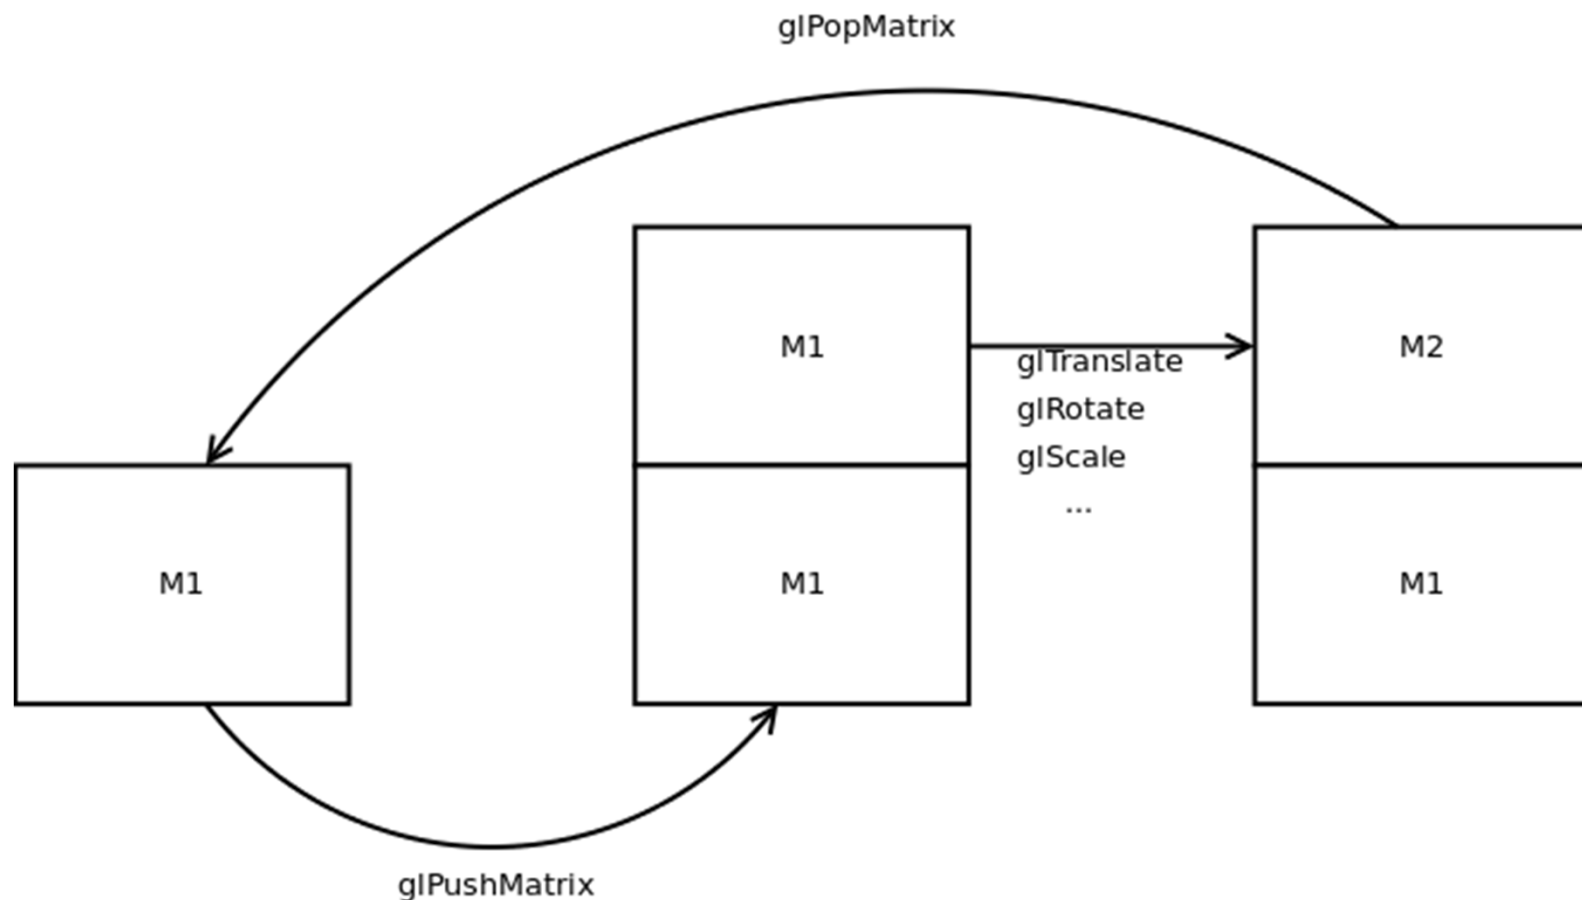 glPopMatrix
M1
glTranslate
M2
glRotate
glScale
...
M1
M1
M1
glPushMatrix